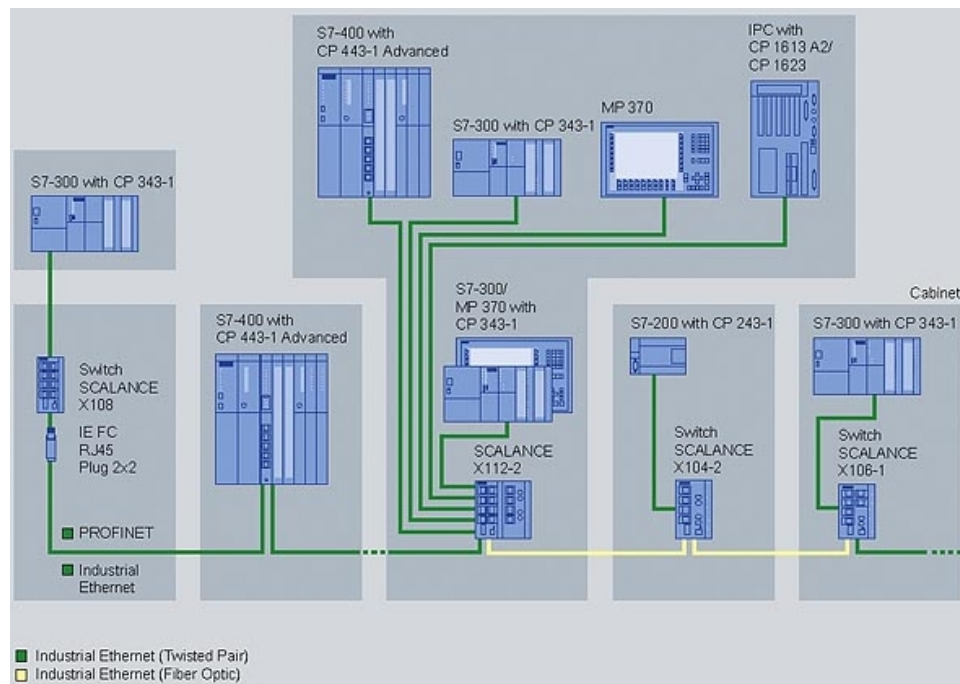 S7-400 with
CP 443-1 Advanced
IPC with
CP 1613 A2/
CP 1623
MP 370
S7-300 with CP 343-1
S7-300 with CP 343-1
S7-300/
MP 370 with
CP 343-1
Cabinet
S7-400 with
CP 443-1 Advanced
S7-200 with CP 243-1
S7-300 with CP 343-1
Switch
SCALANCE
X108
IE FC
RJ45
Plug 2x2
SCALANCE
X112-2
Switch
SCALANCE
X104-2
Switch
SCALANCE
X106-1
PROFINET
Industrial
Ethernet
Industrial Ethernet (Twisted Pair)
Industrial Ethernet (Fiber Optic)